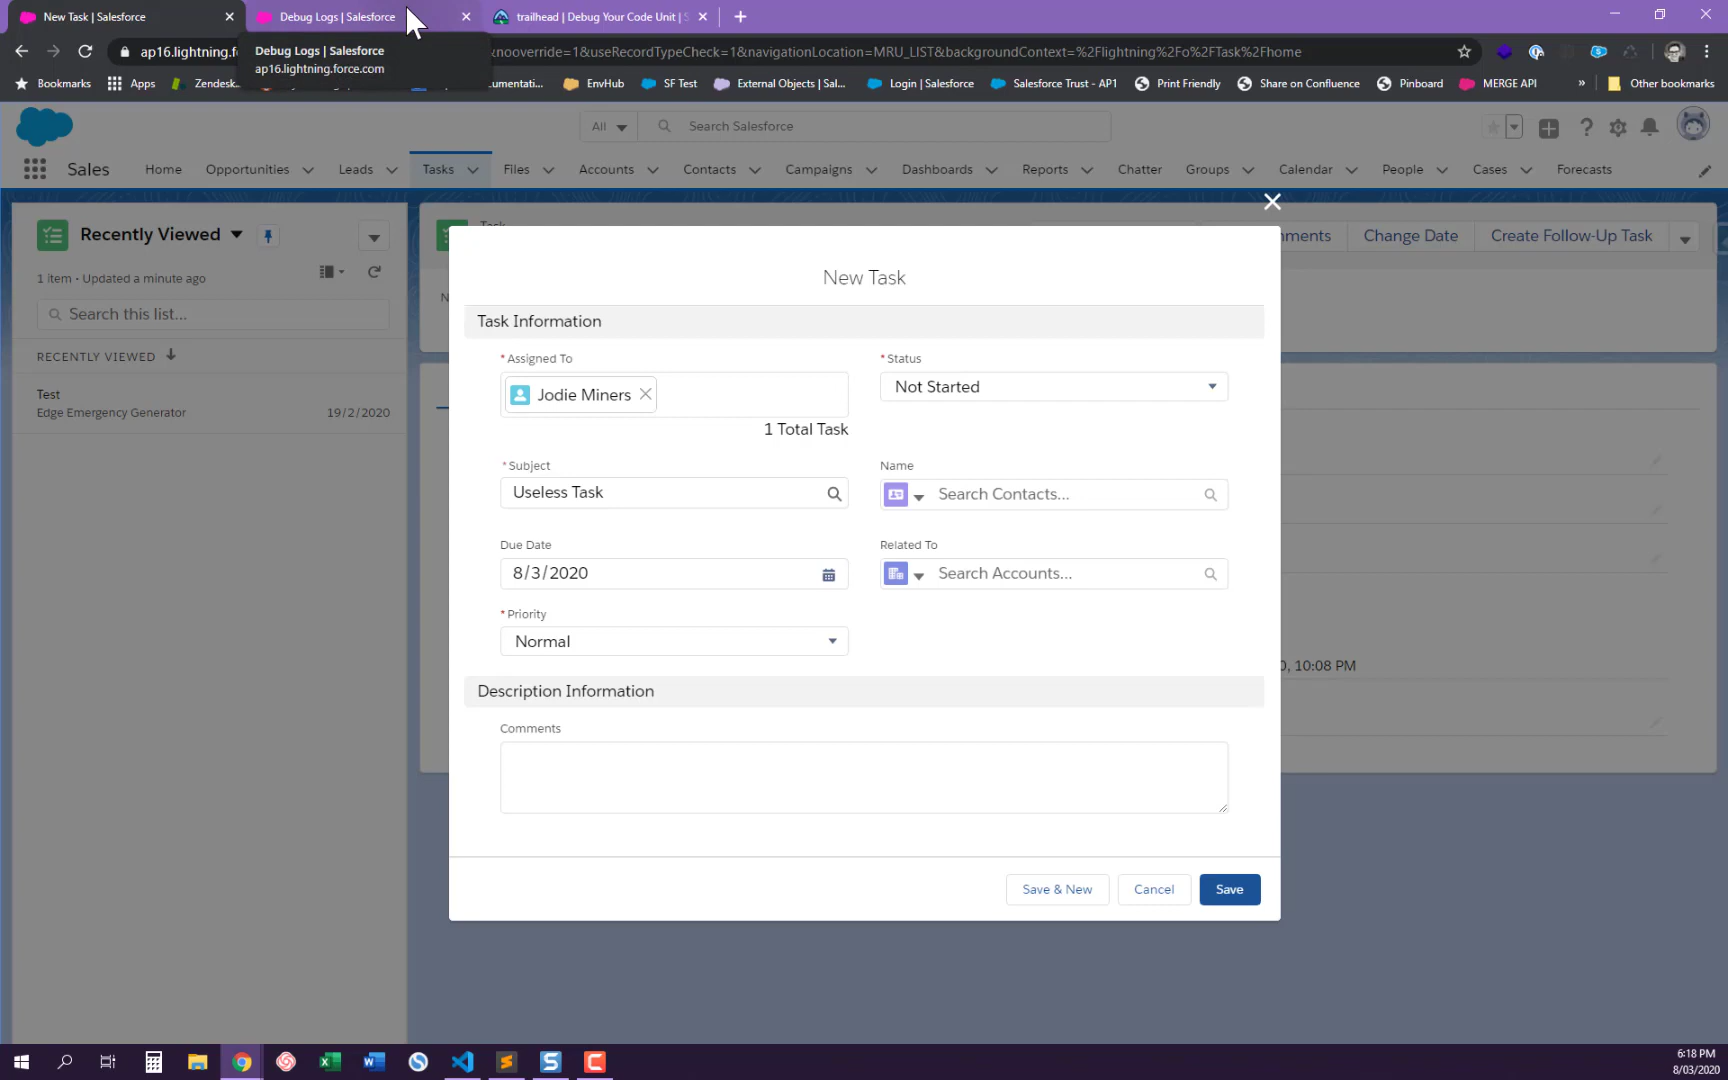 New Task | Salesforce
Debug Logs | Salesforce
trailhead | Debug Your Code Unit |
ap16.lightning.f
Debug Logs | Salesforce
ap16.lightning.force.com
nooverride=1&useRecordTypeCheck=1&navigationLocation=MRU_LIST&backgroundContext=%2Flightning%2Fo%2FTask%2Fhome
Bookmarks Apps Zendesk... umentati... EnvHub SF Test External Objects | Sal... Login | Salesforce Salesforce Trust - AP1 Print Friendly Share on Confluence Pinboard MERGE API » Other bookmarks
All Search Salesforce
Sales Home Opportunities Leads Tasks Files Accounts Contacts Campaigns Dashboards Reports Chatter Groups Calendar People Cases Forecasts
Recently Viewed
Task
mments Change Date Create Follow-Up Task
1 item • Updated a minute ago
Search this list...
RECENTLY VIEWED
Test
Edge Emergency Generator 19/2/2020
N
New Task
Task Information
*Assigned To
Jodie Miners
1 Total Task
*Status
Not Started
*Subject
Useless Task
Name
Search Contacts...
Due Date
8/3/2020
Related To
Search Accounts...
*Priority
Normal
0, 10:08 PM
Description Information
Comments
Save & New Cancel Save
6:18 PM
8/03/2020